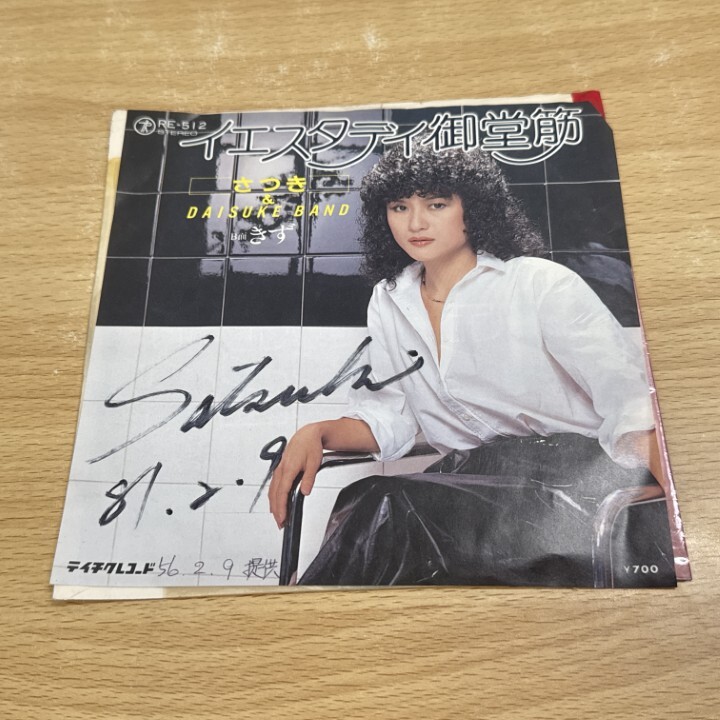 RE-512
STEREO
イエスタデイ御堂筋
さつき
&
DAISUKE BAND
B面 きず
Satsuki
81.2.9
テイチクレコード 56.2.9 提供
¥700